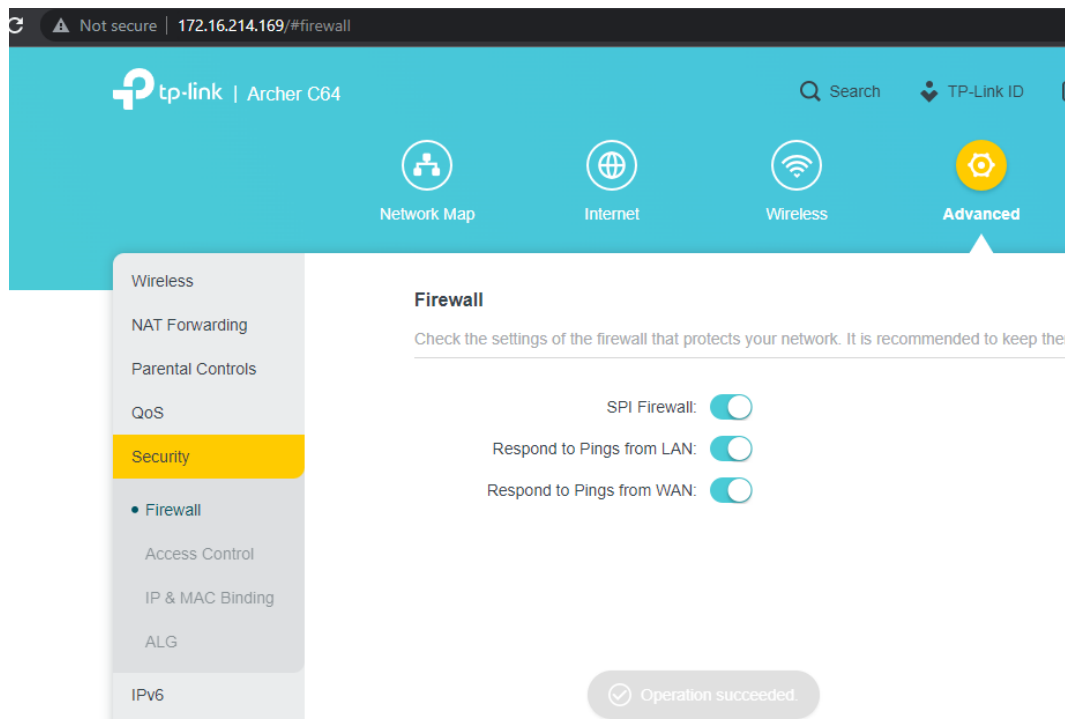 Not secure | 172.16.214.169/#firewall
tp-link | Archer C64
Search
TP-Link ID
Network Map
Internet
Wireless
Advanced
Wireless
NAT Forwarding
Parental Controls
QoS
Security
Firewall
Access Control
IP & MAC Binding
ALG
IPv6
Firewall
Check the settings of the firewall that protects your network. It is recommended to keep
SPI Firewall:
Respond to Pings from LAN:
Respond to Pings from WAN:
Operation succeeded.